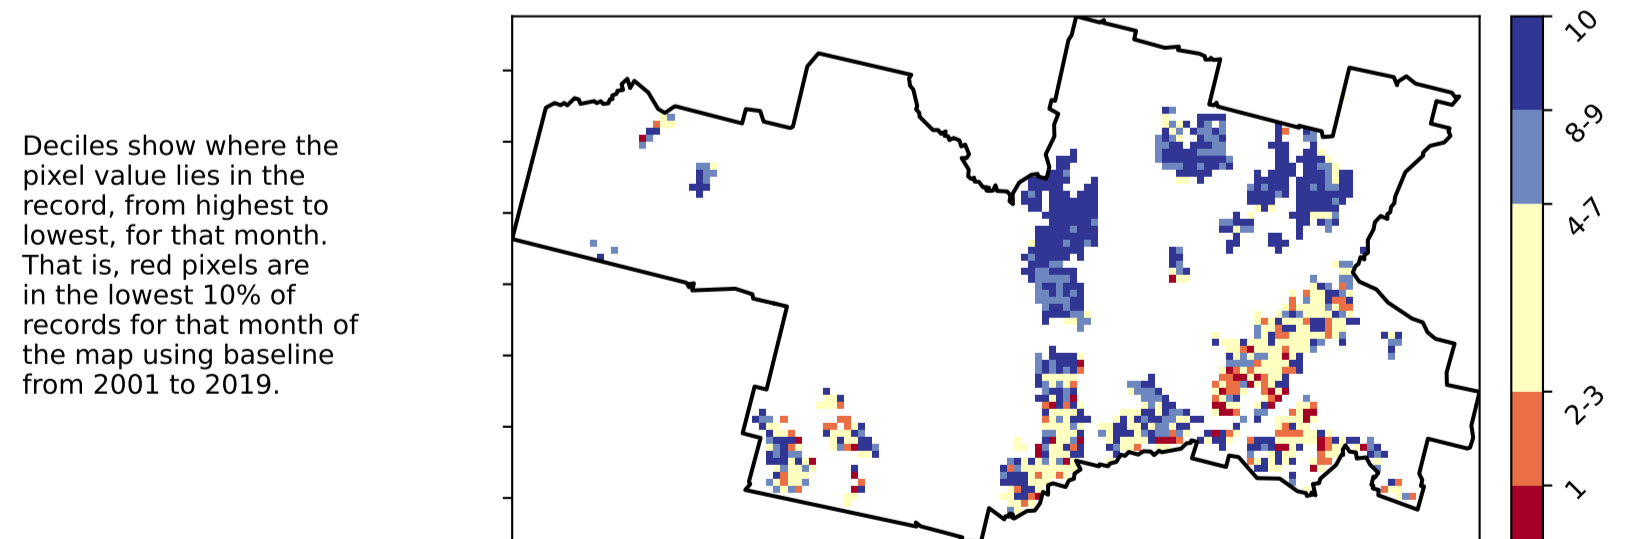 Deciles show where the
pixel value lies in the
record, from highest to
lowest, for that month.
That is, red pixels are
in the lowest 10% of
records for that month of
the map using baseline
from 2001 to 2019.
10
8-9
4-7
2-3
1